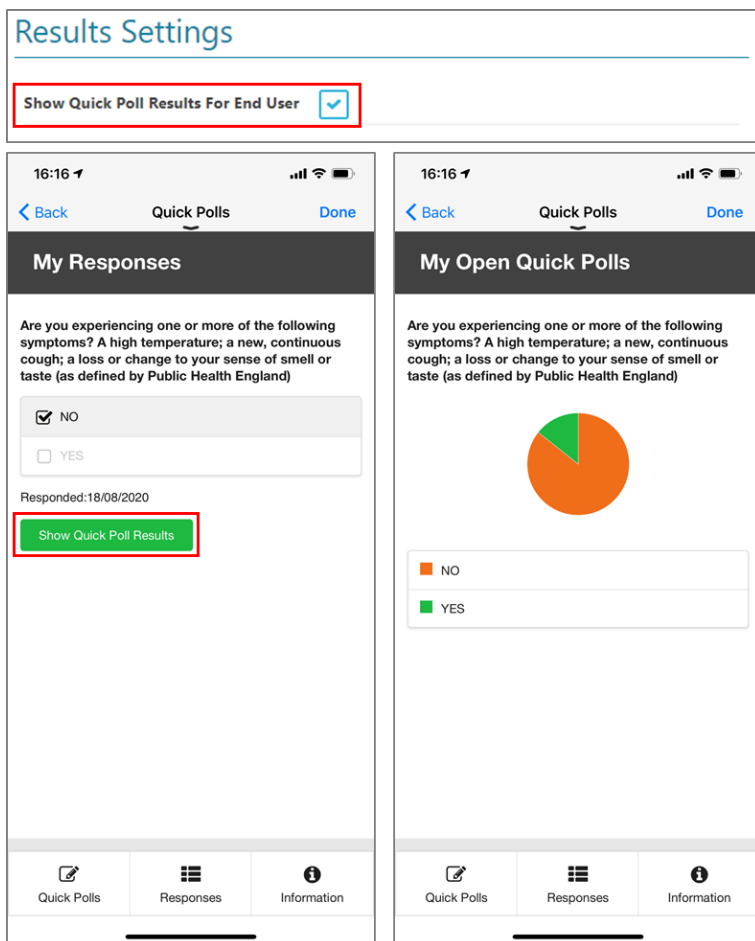 Results Settings
Show Quick Poll Results For End User
16:16
Back
Quick Polls
Done
My Responses
Are you experiencing one or more of the following
symptoms? A high temperature; a new, continuous
cough; a loss or change to your sense of smell or
taste (as defined by Public Health England)
NO
YES
Responded:18/08/2020
Show Quick Poll Results
Quick Polls
Responses
Information
16:16
Back
Quick Polls
Done
My Open Quick Polls
Are you experiencing one or more of the following
symptoms? A high temperature; a new, continuous
cough; a loss or change to your sense of smell or
taste (as defined by Public Health England)
NO
YES
Quick Polls
Responses
Information